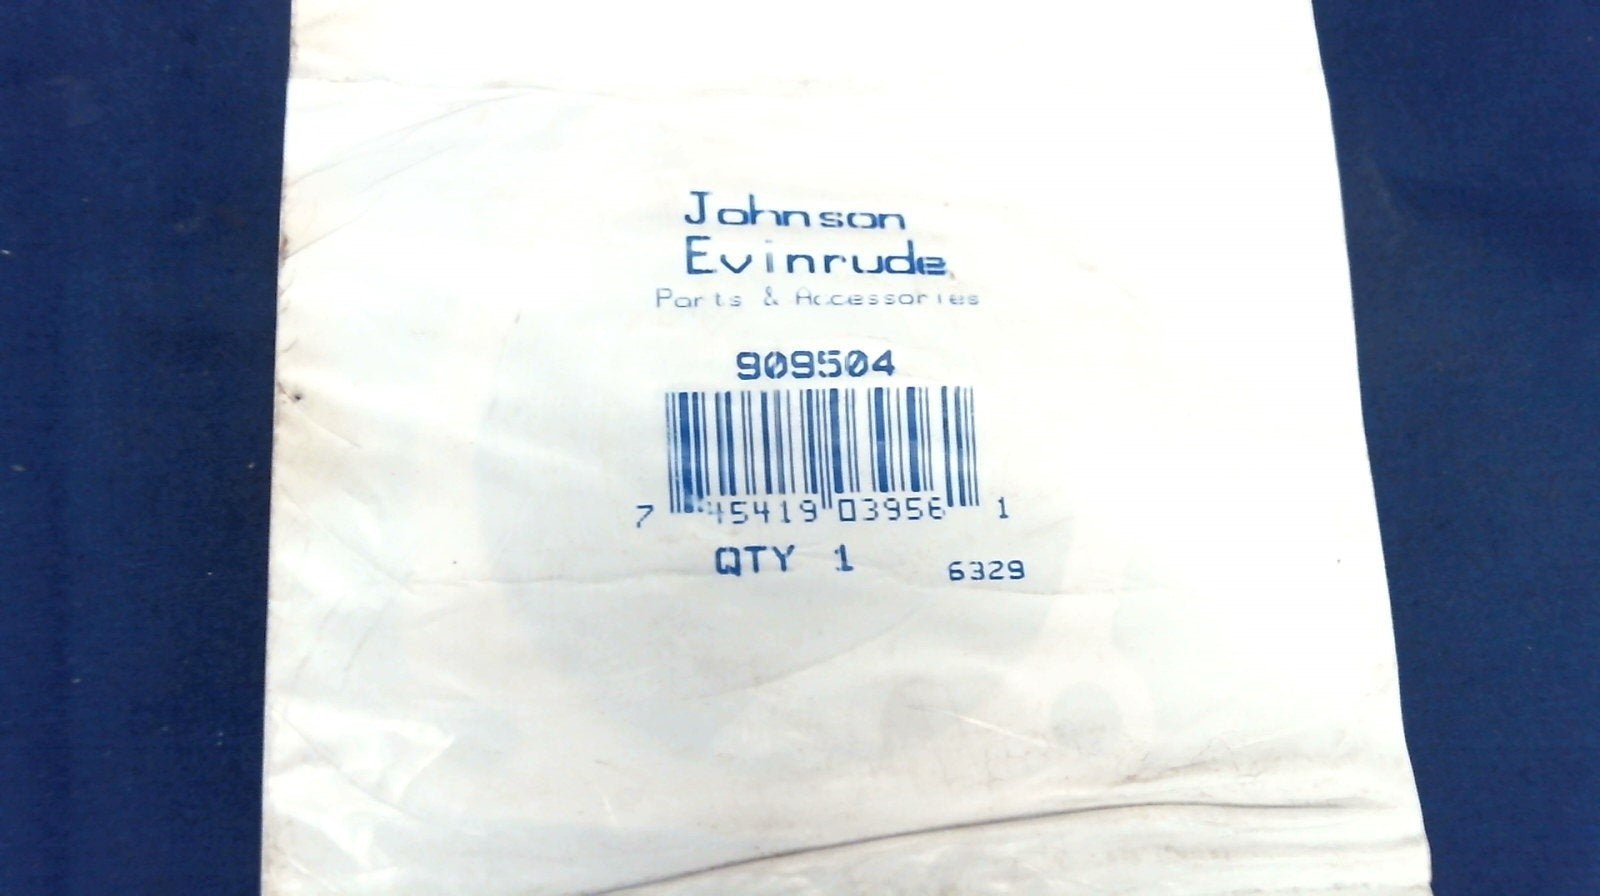 Johnson
Evinrude
Parts & Accessories
909504
7 45419 03956 1
QTY 1 6329